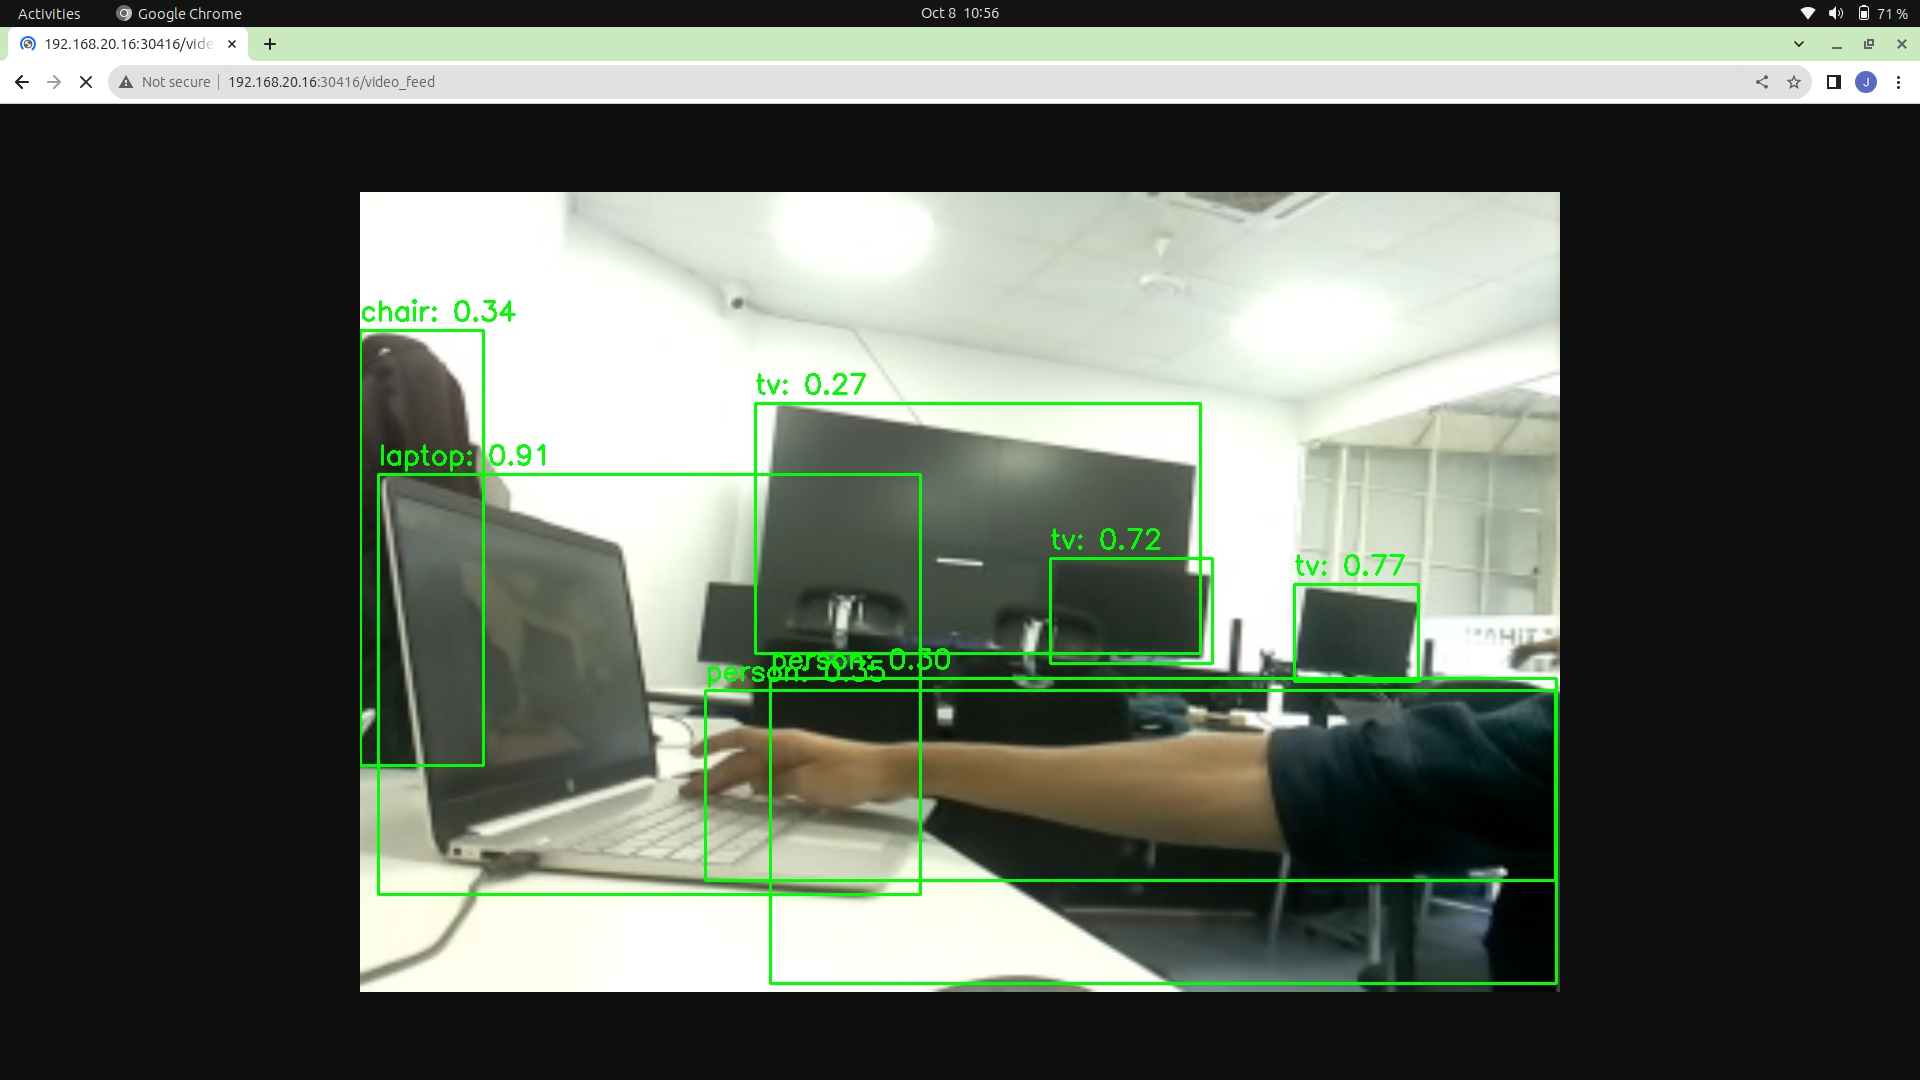 Activities
Google Chrome
Oct 8 10:56
71 %
192.168.20.16:30416/vide
Not secure
192.168.20.16:30416/video_feed
J
chair: 0.34
tv: 0.27
laptop: 0.91
tv: 0.72
tv: 0.77
person: 0.30
person: 0.35